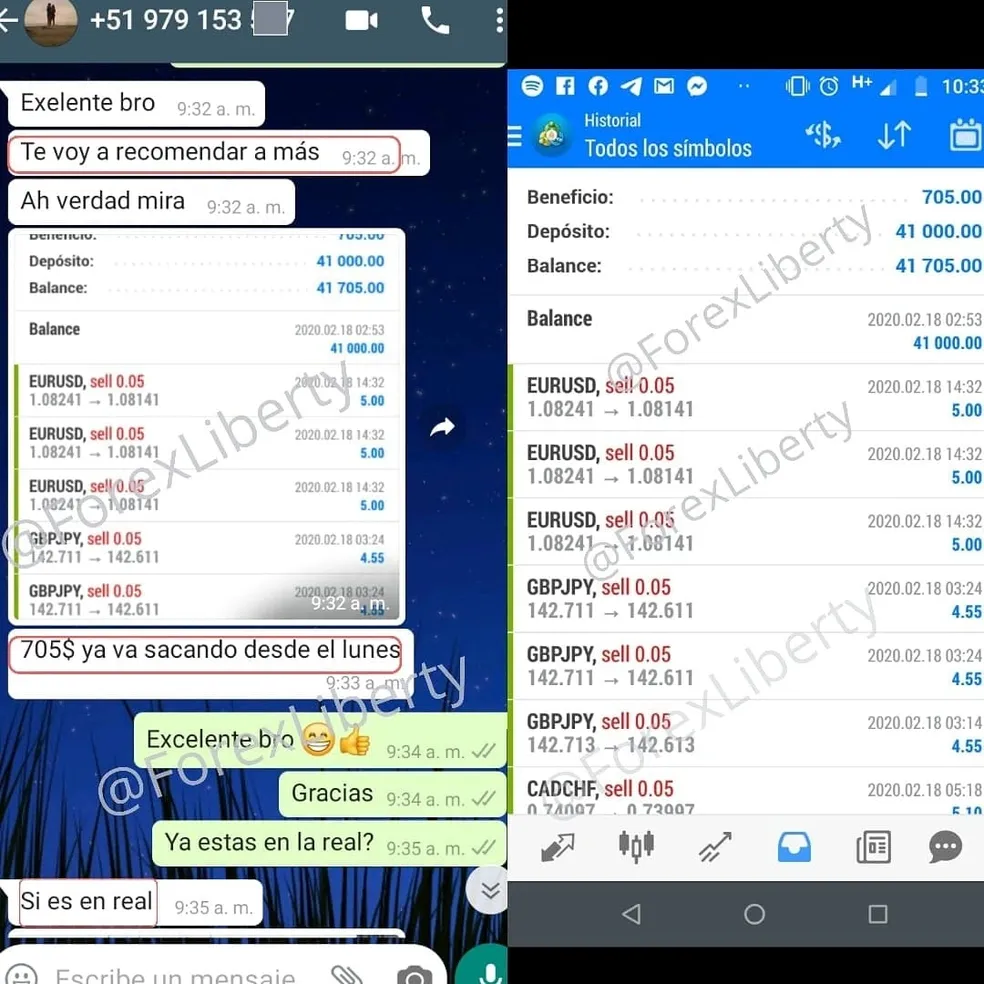 +51 979 153 7
Exelente bro 9:32 a. m.
Te voy a recomendar a más 9:32 a. m.
Ah verdad mira 9:32 a. m.
Beneficio: 705.00
Depósito: 41 000.00
Balance: 41 705.00
Balance 2020.02.18 02:53
41 000.00
EURUSD, sell 0.05 2020.02.18 14:32
1.08241 → 1.08141 5.00
EURUSD, sell 0.05 2020.02.18 14:32
1.08241 → 1.08141 5.00
EURUSD, sell 0.05 2020.02.18 14:32
1.08241 → 1.08141 5.00
GBPJPY, sell 0.05 2020.02.18 03:24
142.711 → 142.611 4.55
GBPJPY, sell 0.05 2020.02.18 03:24
142.711 → 142.611 4.55
9:32 a. m.
705$ ya va sacando desde el lunes
9:33 a. m.
Excelente bro 😁👍 9:34 a. m.
Gracias 9:34 a. m.
Ya estas en la real? 9:35 a. m.
Si es en real 9:35 a. m.
Escribe un mensaje
@ForexLiberty
@ForexLiberty
H+ 10:33
Historial
Todos los símbolos
Beneficio: 705.00
Depósito: 41 000.00
Balance: 41 705.00
Balance 2020.02.18 02:53
41 000.00
EURUSD, sell 0.05 2020.02.18 14:32
1.08241 → 1.08141 5.00
EURUSD, sell 0.05 2020.02.18 14:32
1.08241 → 1.08141 5.00
EURUSD, sell 0.05 2020.02.18 14:32
1.08241 → 1.08141 5.00
GBPJPY, sell 0.05 2020.02.18 03:24
142.711 → 142.611 4.55
GBPJPY, sell 0.05 2020.02.18 03:24
142.711 → 142.611 4.55
GBPJPY, sell 0.05 2020.02.18 03:14
142.713 → 142.613 4.55
CADCHF, sell 0.05 2020.02.18 05:18
0.74097 → 0.73997 5.10
@ForexLiberty
@ForexLiberty
@ForexLiberty